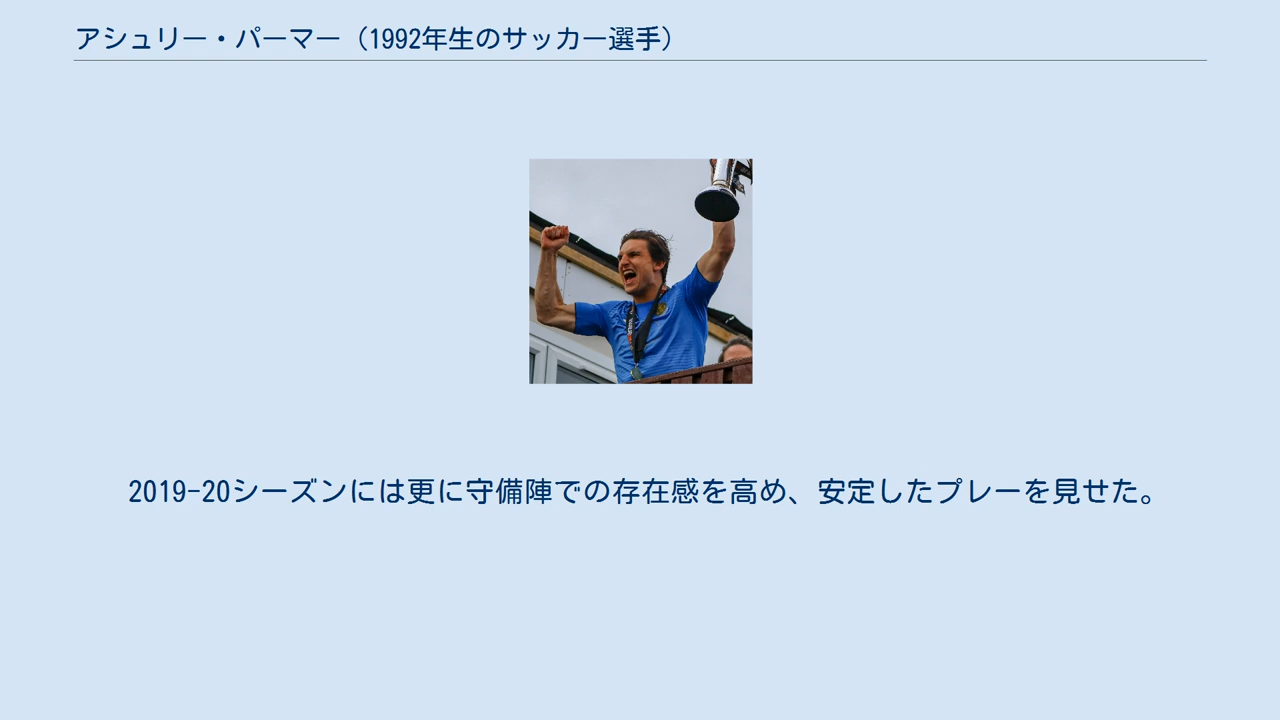 アシュリー・パーマー（1992年生のサッカー選手）
2019-20シーズンには更に守備陣での存在感を高め、安定したプレーを見せた。